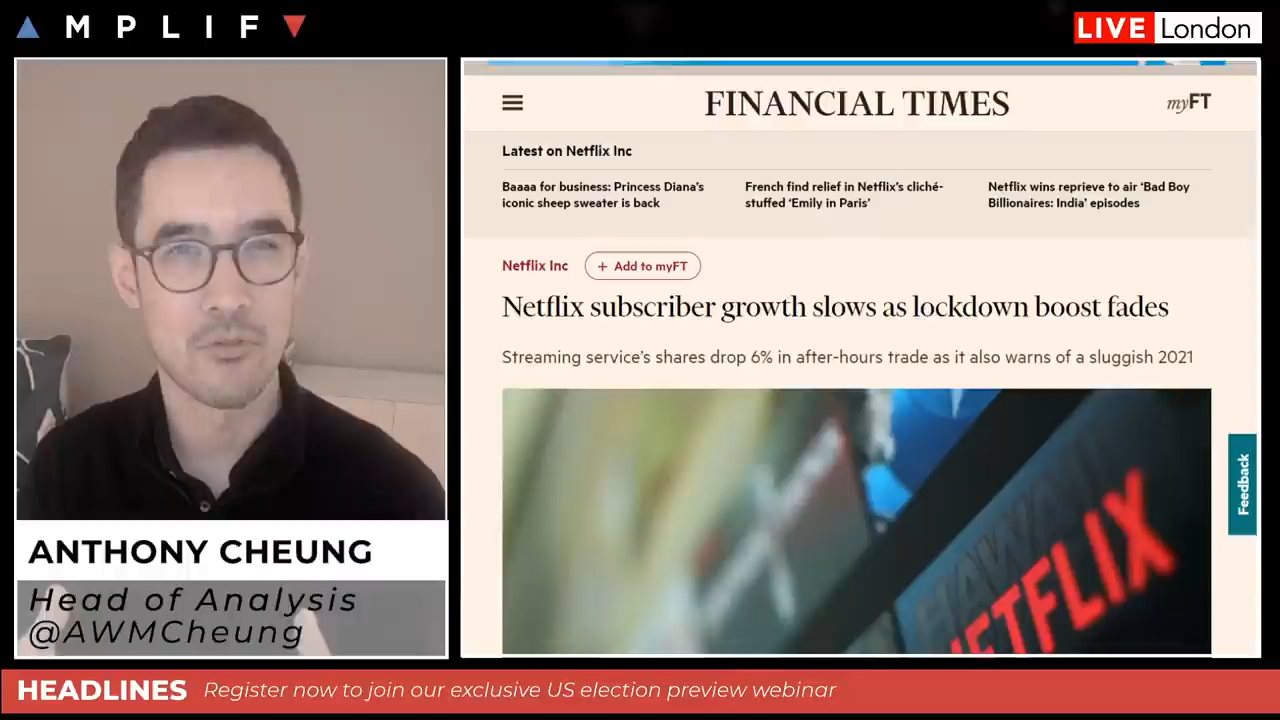 AMPLIFY
LIVE London
FINANCIAL TIMES
myFT
Latest on Netflix Inc
Baaaa for business: Princess Diana's
iconic sheep sweater is back
French find relief in Netflix's cliché-
stuffed 'Emily in Paris'
Netflix wins reprieve to air 'Bad Boy
Billionaires: India' episodes
Netflix Inc
+ Add to myFT
Netflix subscriber growth slows as lockdown boost fades
Streaming service's shares drop 6% in after-hours trade as it also warns of a sluggish 2021
NETFLIX
Feedback
ANTHONY CHEUNG
Head of Analysis
@AWMCheung
HEADLINES Register now to join our exclusive US election preview webinar